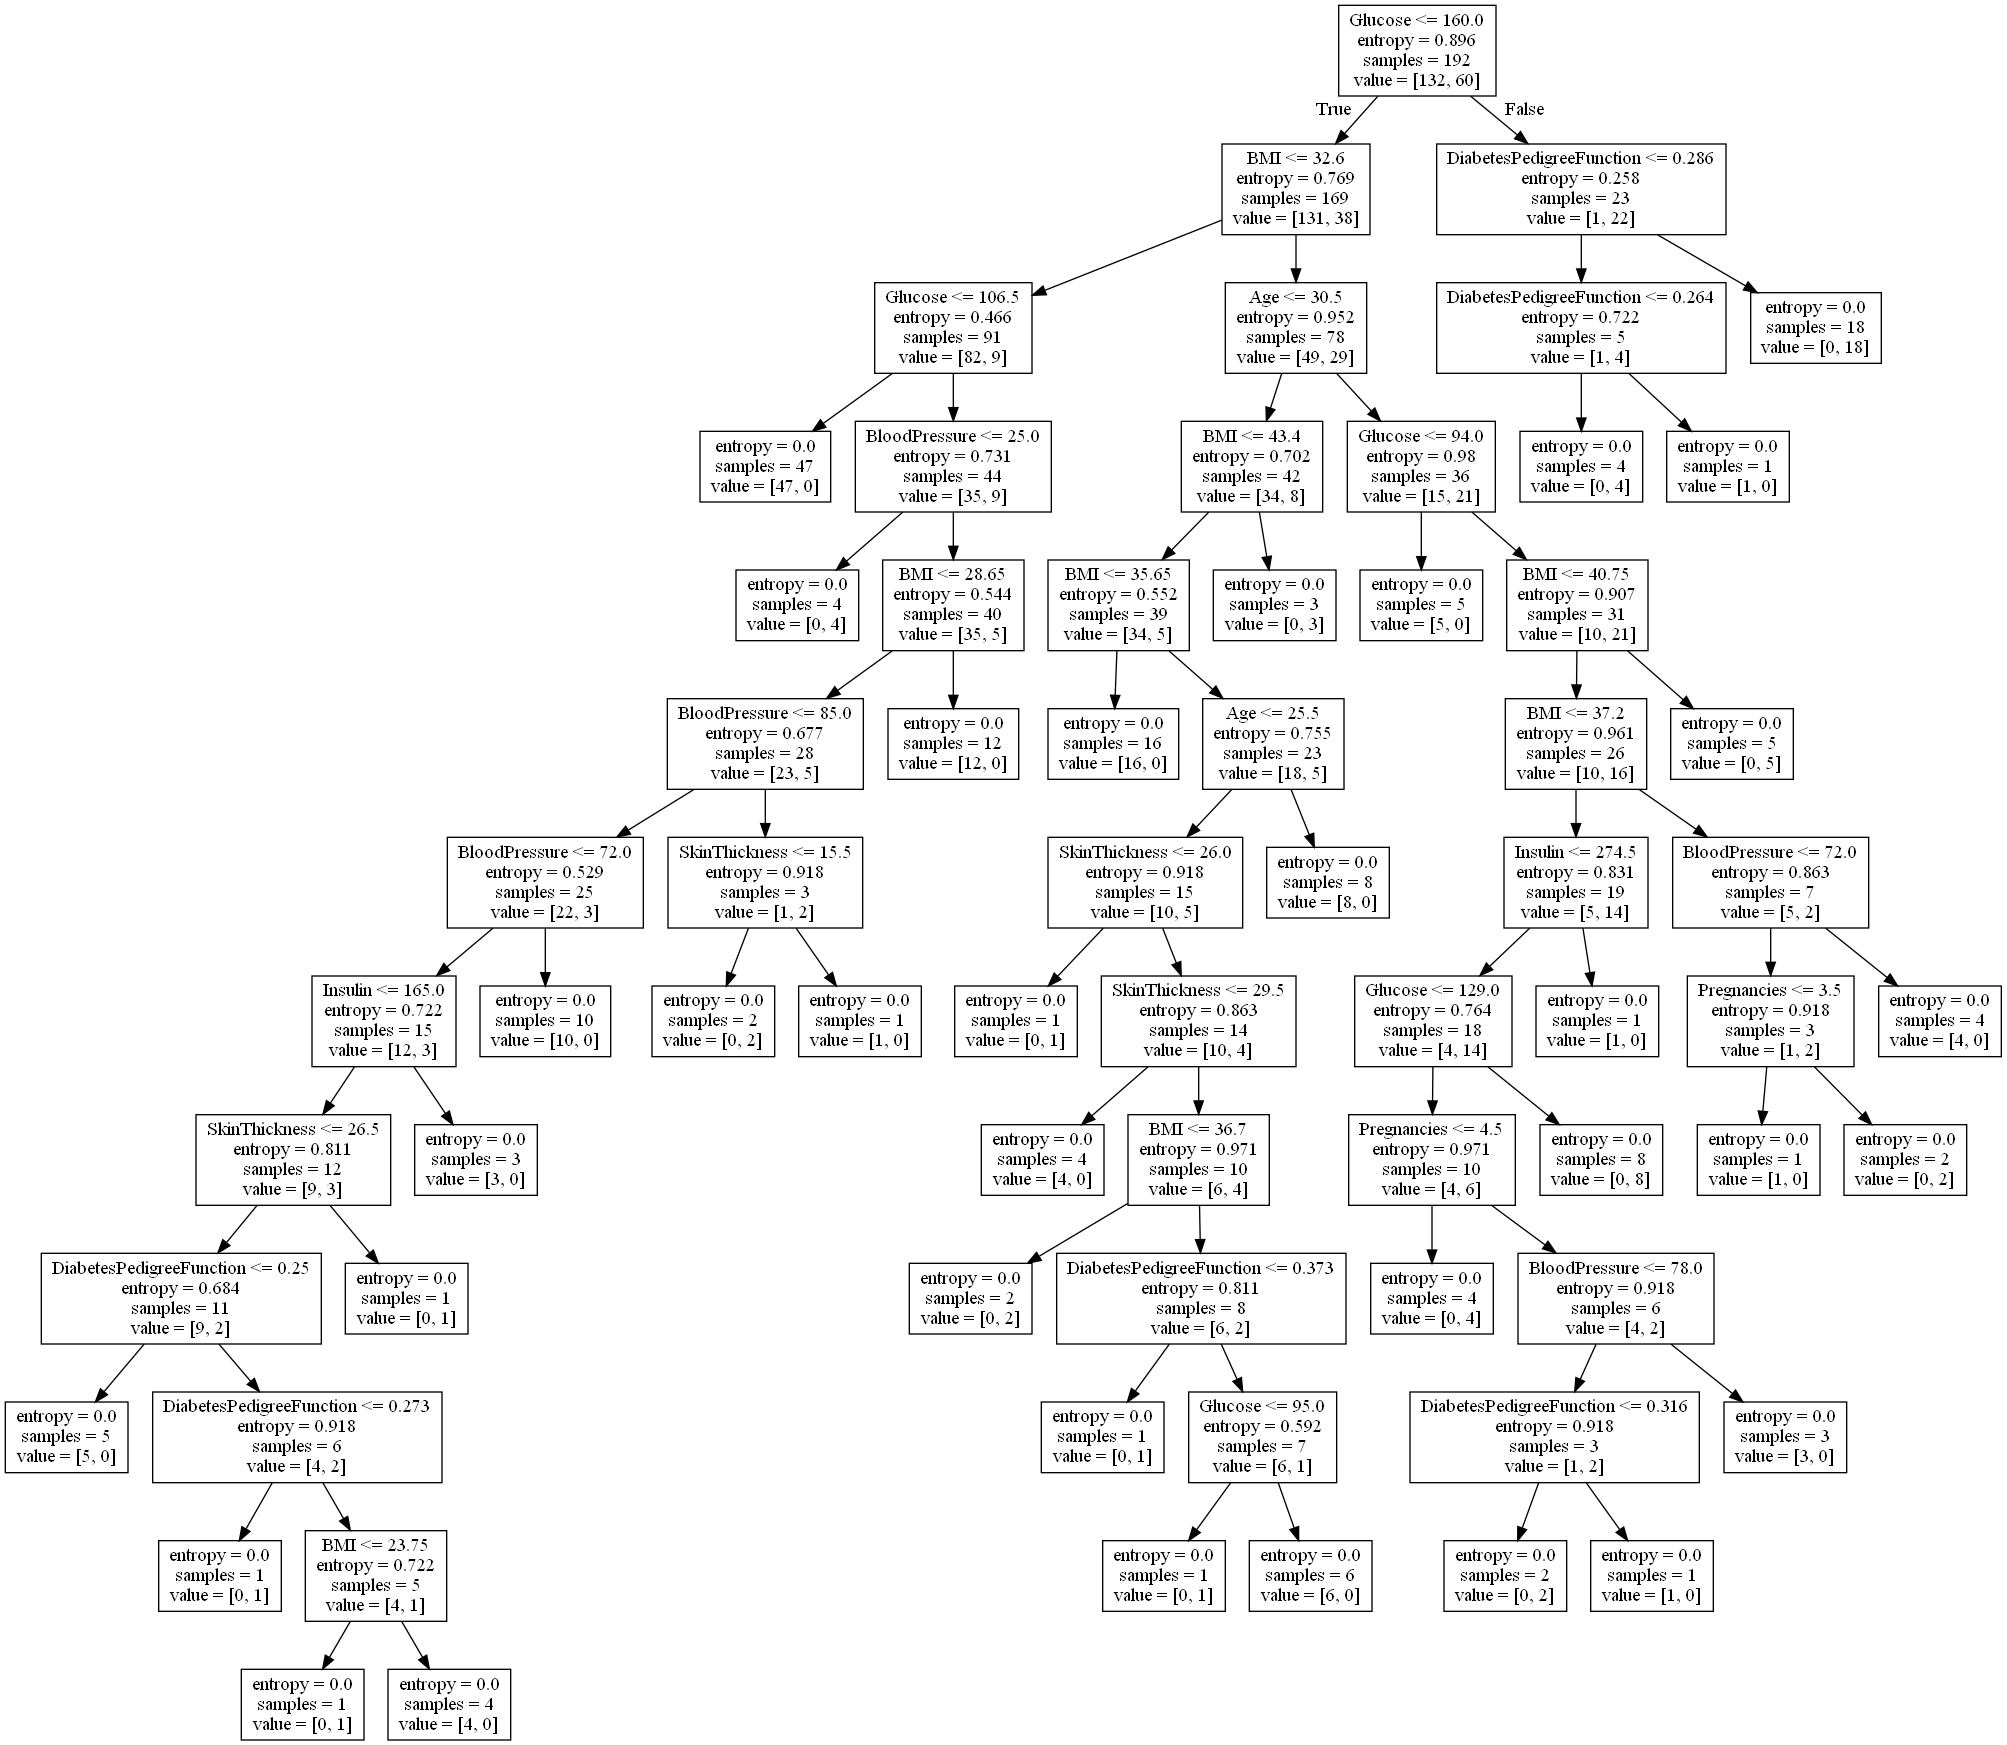 Glucose <= 160.0
entropy = 0.896
samples = 192
value = [132, 60]
True
False
BMI <= 32.6
entropy = 0.769
samples = 169
value = [131, 38]
DiabetesPedigreeFunction <= 0.286
entropy = 0.258
samples = 23
value = [1, 22]
Glucose <= 106.5
entropy = 0.466
samples = 91
value = [82, 9]
Age <= 30.5
entropy = 0.952
samples = 78
value = [49, 29]
DiabetesPedigreeFunction <= 0.264
entropy = 0.722
samples = 5
value = [1, 4]
entropy = 0.0
samples = 18
value = [0, 18]
entropy = 0.0
samples = 47
value = [47, 0]
BloodPressure <= 25.0
entropy = 0.731
samples = 44
value = [35, 9]
BMI <= 43.4
entropy = 0.702
samples = 42
value = [34, 8]
Glucose <= 94.0
entropy = 0.98
samples = 36
value = [15, 21]
entropy = 0.0
samples = 4
value = [0, 4]
entropy = 0.0
samples = 1
value = [1, 0]
entropy = 0.0
samples = 4
value = [0, 4]
BMI <= 28.65
entropy = 0.544
samples = 40
value = [35, 5]
BMI <= 35.65
entropy = 0.552
samples = 39
value = [34, 5]
entropy = 0.0
samples = 3
value = [0, 3]
entropy = 0.0
samples = 5
value = [5, 0]
BMI <= 40.75
entropy = 0.907
samples = 31
value = [10, 21]
BloodPressure <= 85.0
entropy = 0.677
samples = 28
value = [23, 5]
entropy = 0.0
samples = 12
value = [12, 0]
entropy = 0.0
samples = 16
value = [16, 0]
Age <= 25.5
entropy = 0.755
samples = 23
value = [18, 5]
BMI <= 37.2
entropy = 0.961
samples = 26
value = [10, 16]
entropy = 0.0
samples = 5
value = [0, 5]
BloodPressure <= 72.0
entropy = 0.529
samples = 25
value = [22, 3]
SkinThickness <= 15.5
entropy = 0.918
samples = 3
value = [1, 2]
SkinThickness <= 26.0
entropy = 0.918
samples = 15
value = [10, 5]
entropy = 0.0
samples = 8
value = [8, 0]
Insulin <= 274.5
entropy = 0.831
samples = 19
value = [5, 14]
BloodPressure <= 72.0
entropy = 0.863
samples = 7
value = [5, 2]
Insulin <= 165.0
entropy = 0.722
samples = 15
value = [12, 3]
entropy = 0.0
samples = 10
value = [10, 0]
entropy = 0.0
samples = 2
value = [0, 2]
entropy = 0.0
samples = 1
value = [1, 0]
entropy = 0.0
samples = 1
value = [0, 1]
SkinThickness <= 29.5
entropy = 0.863
samples = 14
value = [10, 4]
Glucose <= 129.0
entropy = 0.764
samples = 18
value = [4, 14]
entropy = 0.0
samples = 1
value = [1, 0]
Pregnancies <= 3.5
entropy = 0.918
samples = 3
value = [1, 2]
entropy = 0.0
samples = 4
value = [4, 0]
SkinThickness <= 26.5
entropy = 0.811
samples = 12
value = [9, 3]
entropy = 0.0
samples = 3
value = [3, 0]
entropy = 0.0
samples = 4
value = [4, 0]
BMI <= 36.7
entropy = 0.971
samples = 10
value = [6, 4]
Pregnancies <= 4.5
entropy = 0.971
samples = 10
value = [4, 6]
entropy = 0.0
samples = 8
value = [0, 8]
entropy = 0.0
samples = 1
value = [1, 0]
entropy = 0.0
samples = 2
value = [0, 2]
DiabetesPedigreeFunction <= 0.25
entropy = 0.684
samples = 11
value = [9, 2]
entropy = 0.0
samples = 1
value = [0, 1]
entropy = 0.0
samples = 2
value = [0, 2]
DiabetesPedigreeFunction <= 0.373
entropy = 0.811
samples = 8
value = [6, 2]
entropy = 0.0
samples = 4
value = [0, 4]
BloodPressure <= 78.0
entropy = 0.918
samples = 6
value = [4, 2]
entropy = 0.0
samples = 5
value = [5, 0]
DiabetesPedigreeFunction <= 0.273
entropy = 0.918
samples = 6
value = [4, 2]
entropy = 0.0
samples = 1
value = [0, 1]
Glucose <= 95.0
entropy = 0.592
samples = 7
value = [6, 1]
DiabetesPedigreeFunction <= 0.316
entropy = 0.918
samples = 3
value = [1, 2]
entropy = 0.0
samples = 3
value = [3, 0]
entropy = 0.0
samples = 1
value = [0, 1]
BMI <= 23.75
entropy = 0.722
samples = 5
value = [4, 1]
entropy = 0.0
samples = 1
value = [0, 1]
entropy = 0.0
samples = 6
value = [6, 0]
entropy = 0.0
samples = 2
value = [0, 2]
entropy = 0.0
samples = 1
value = [1, 0]
entropy = 0.0
samples = 1
value = [0, 1]
entropy = 0.0
samples = 4
value = [4, 0]